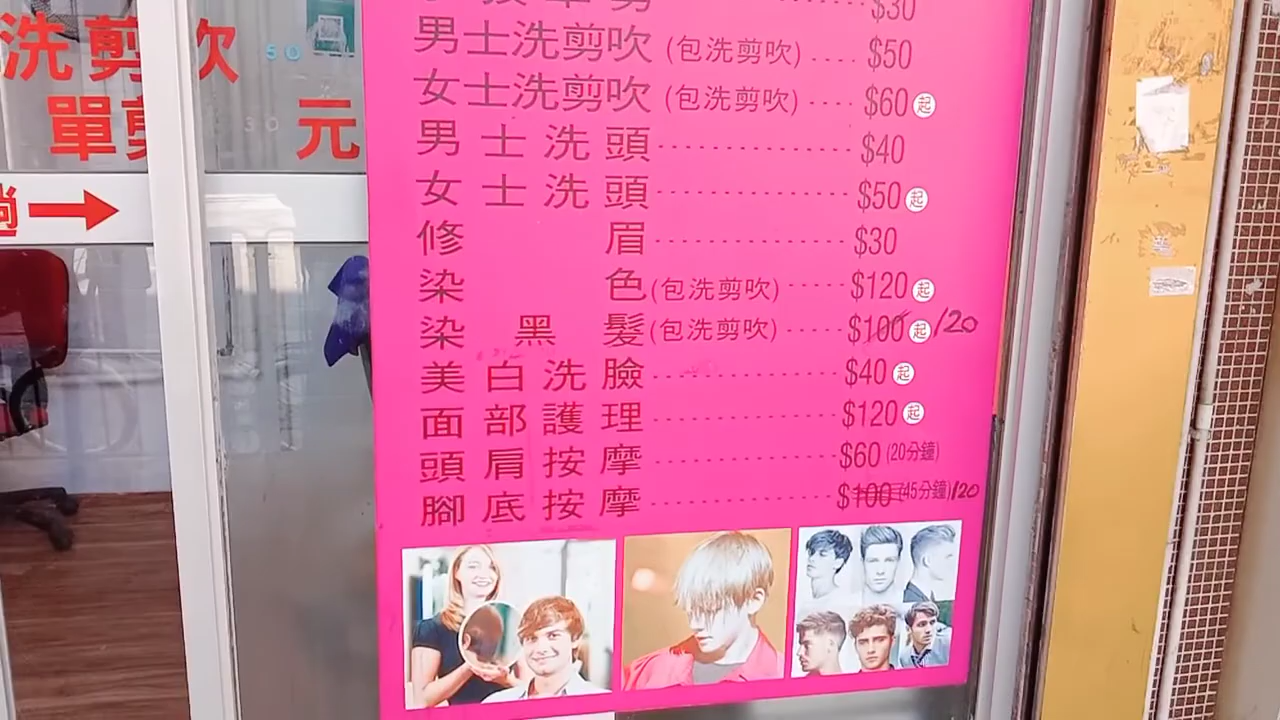 洗剪吹 50
單剪 30 元
$30
男士洗剪吹 (包洗剪吹) .... $50
女士洗剪吹 (包洗剪吹) .... $60起
男士洗頭 $40
女士洗頭 $50起
修眉 $30
染色 (包洗剪吹) $120起
染黑髮 (包洗剪吹) $100起 120
美白洗臉 $40起
面部護理 $120起
頭肩按摩 $60 (20分鐘)
腳底按摩 $100 (45分鐘) 120